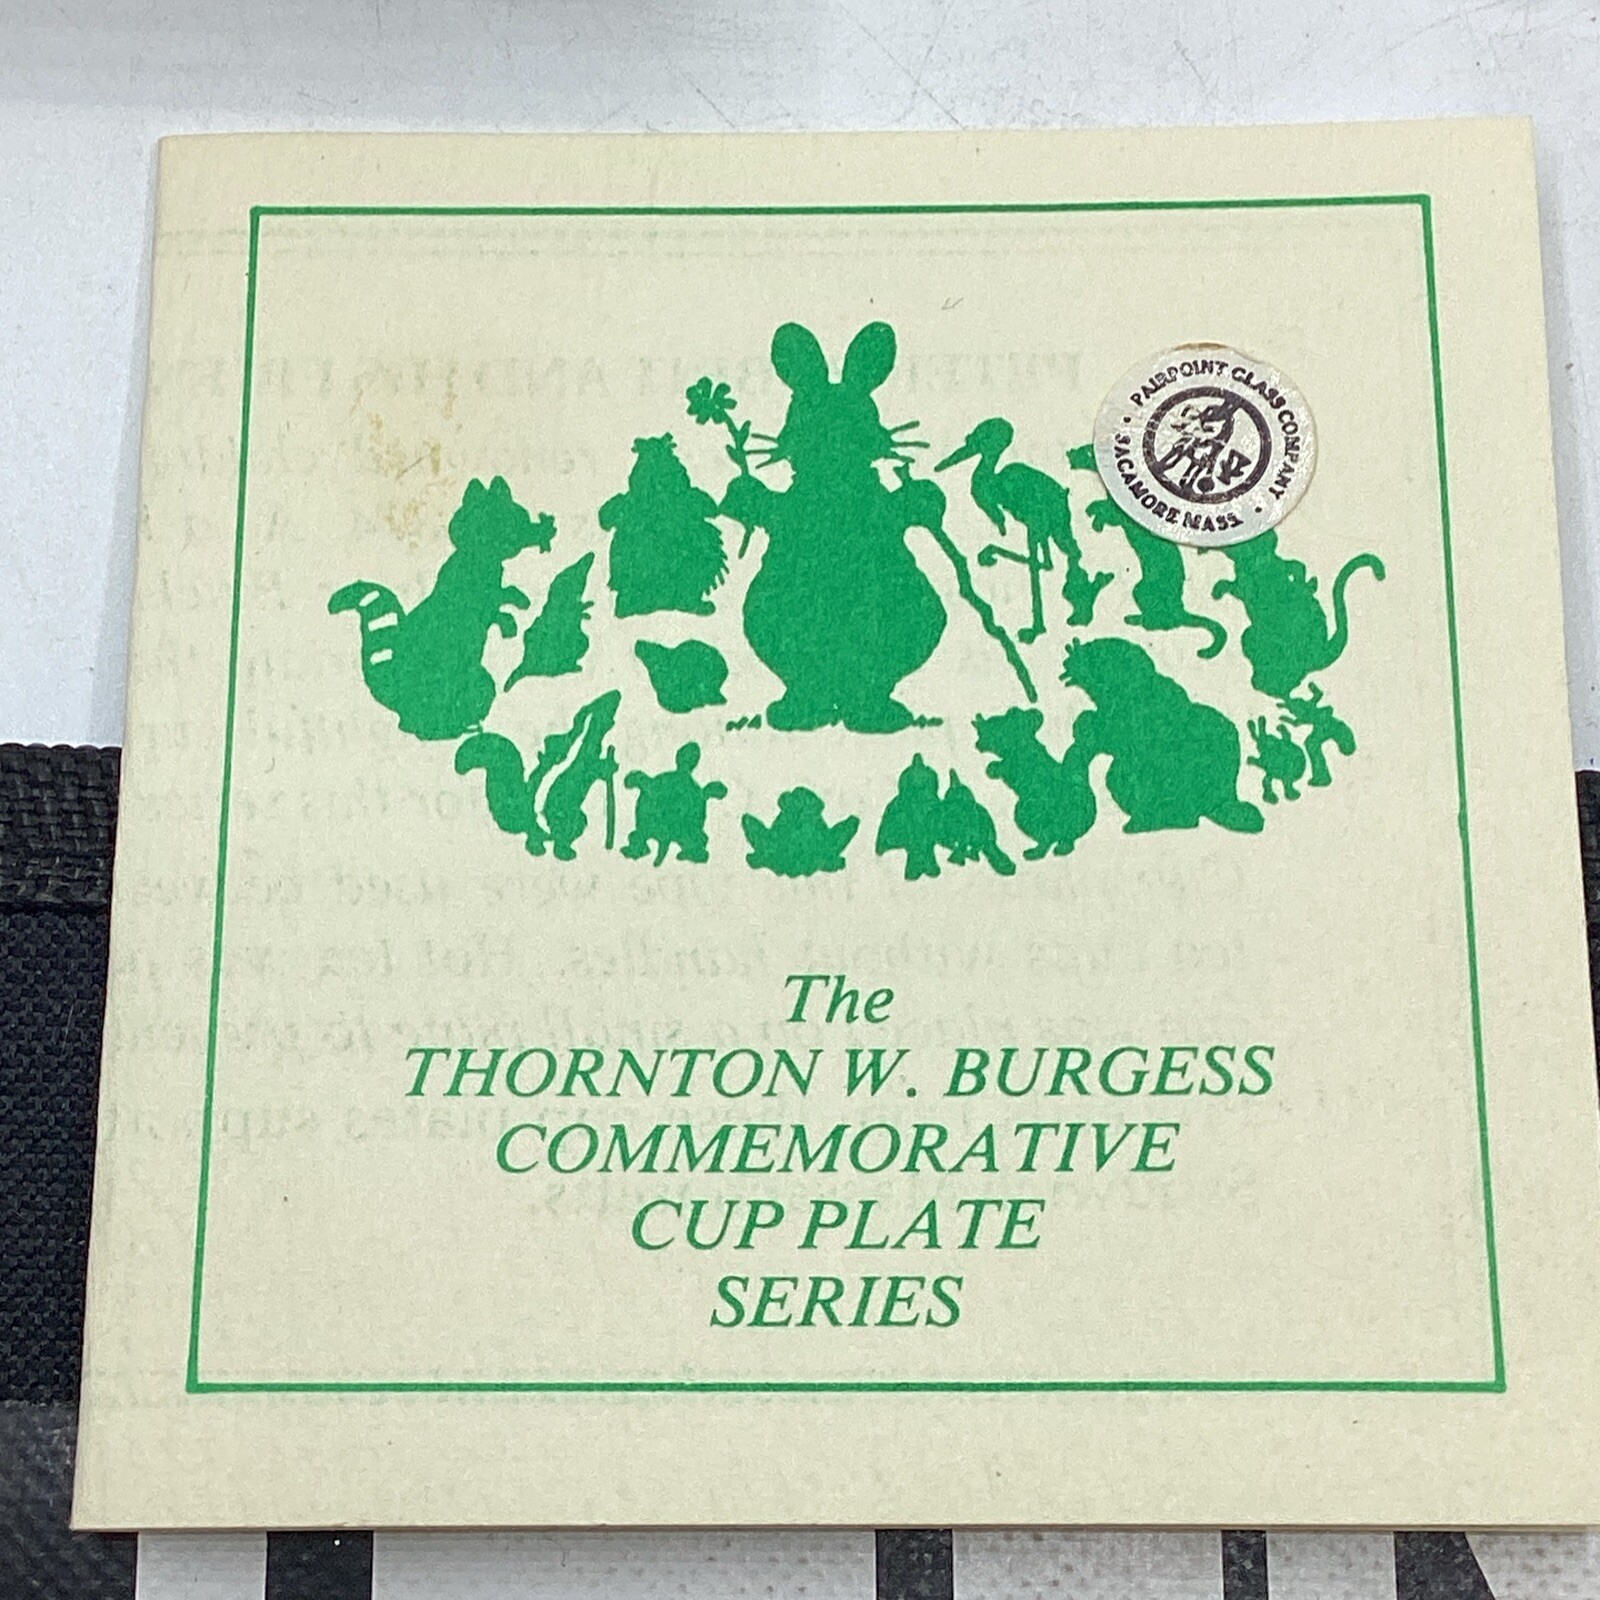 PAIRPOINT GLASS COMPANY
• SAGAMORE MASS. •
The
THORNTON W. BURGESS
COMMEMORATIVE
CUP PLATE
SERIES